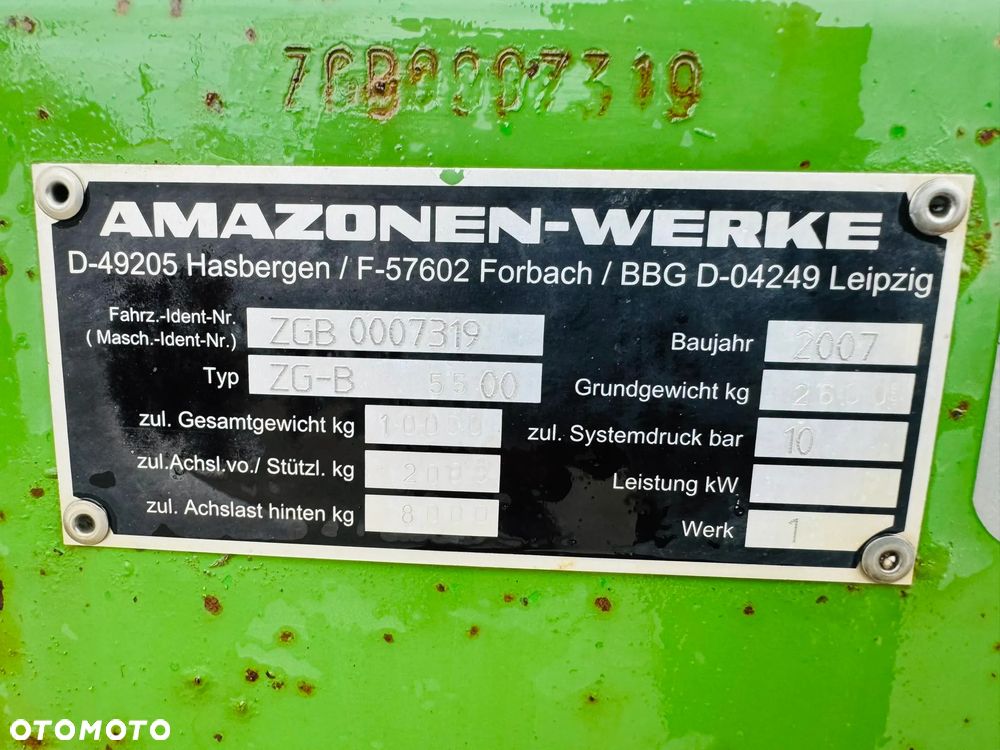 ZGB0007319
AMAZONEN-WERKE
D-49205 Hasbergen / F-57602 Forbach / BBG D-04249 Leipzig
Fahrz.-Ident-Nr.
( Masch.-Ident-Nr.) ZGB 0007319
Typ ZG-B 5500
zul. Gesamtgewicht kg 10000
zul.Achsl.vo./ Stützl. kg 2000
zul. Achslast hinten kg 8000
Baujahr 2007
Grundgewicht kg
zul. Systemdruck bar 10
Leistung kW
Werk 1
OTOMOTO